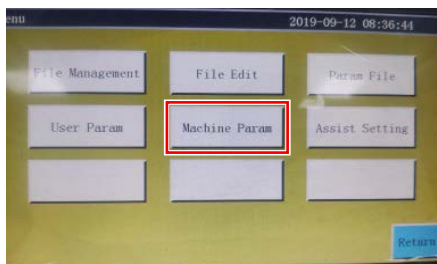 enu 2019-09-12 08:36:44
File Management File Edit Param File
User Param Machine Param Assist Setting
Return